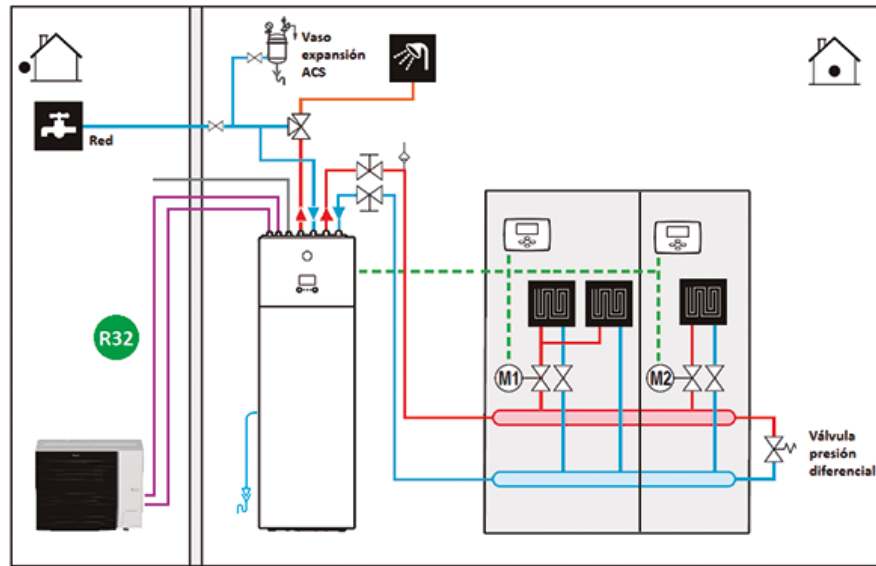 Vaso
expansión
ACS
Red
R32
M1
M2
Válvula
presión
diferencial